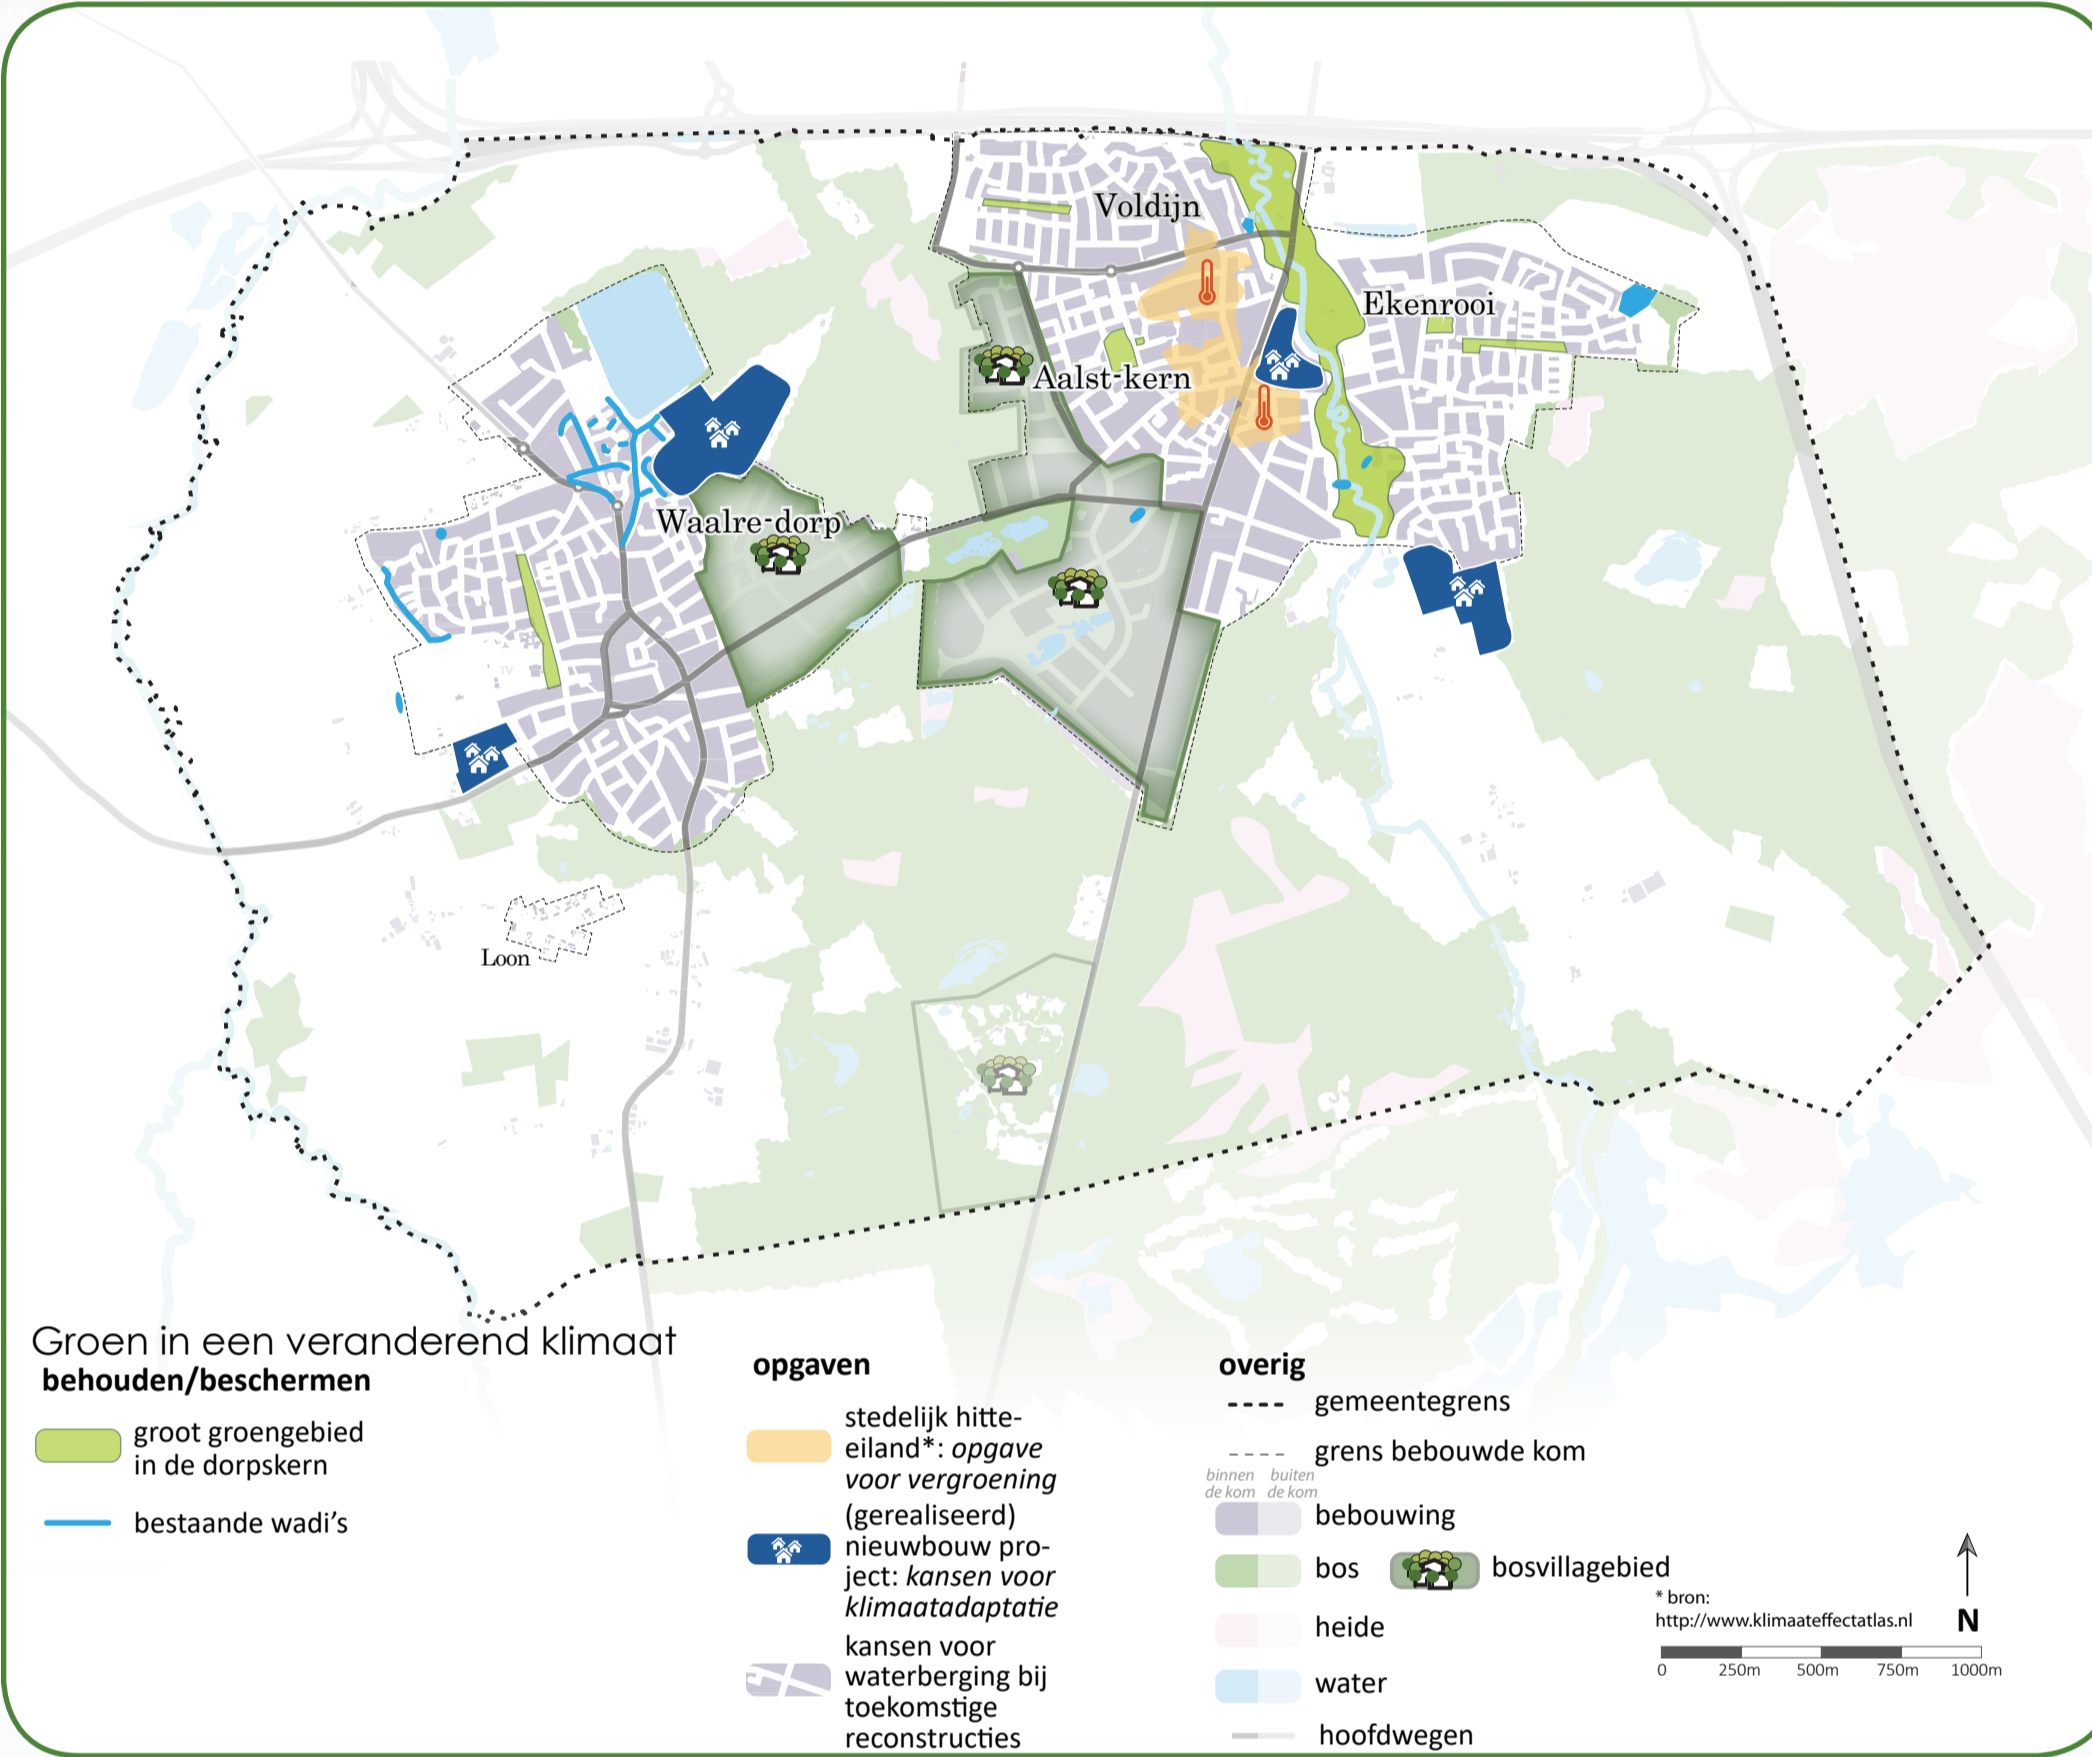 Voldijn
Ekenrooi
Aalst-kern
Waalre-dorp
Loon
Groen in een veranderend klimaat
behouden/beschermen
groot groengebied
in de dorpskern
bestaande wadi's
opgaven
stedelijk hitte-
eiland*: opgave
voor vergroening
(gerealiseerd)
nieuwbouw pro-
ject: kansen voor
klimaatadaptatie
kansen voor
waterberging bij
toekomstige
reconstructies
overig
gemeentegrens
grens bebouwde kom
binnen buiten
de kom de kom
bebouwing
bos
bosvillagebied
heide
water
hoofdwegen
* bron:
http://www.klimaateffectatlas.nl
N
0 250m 500m 750m 1000m